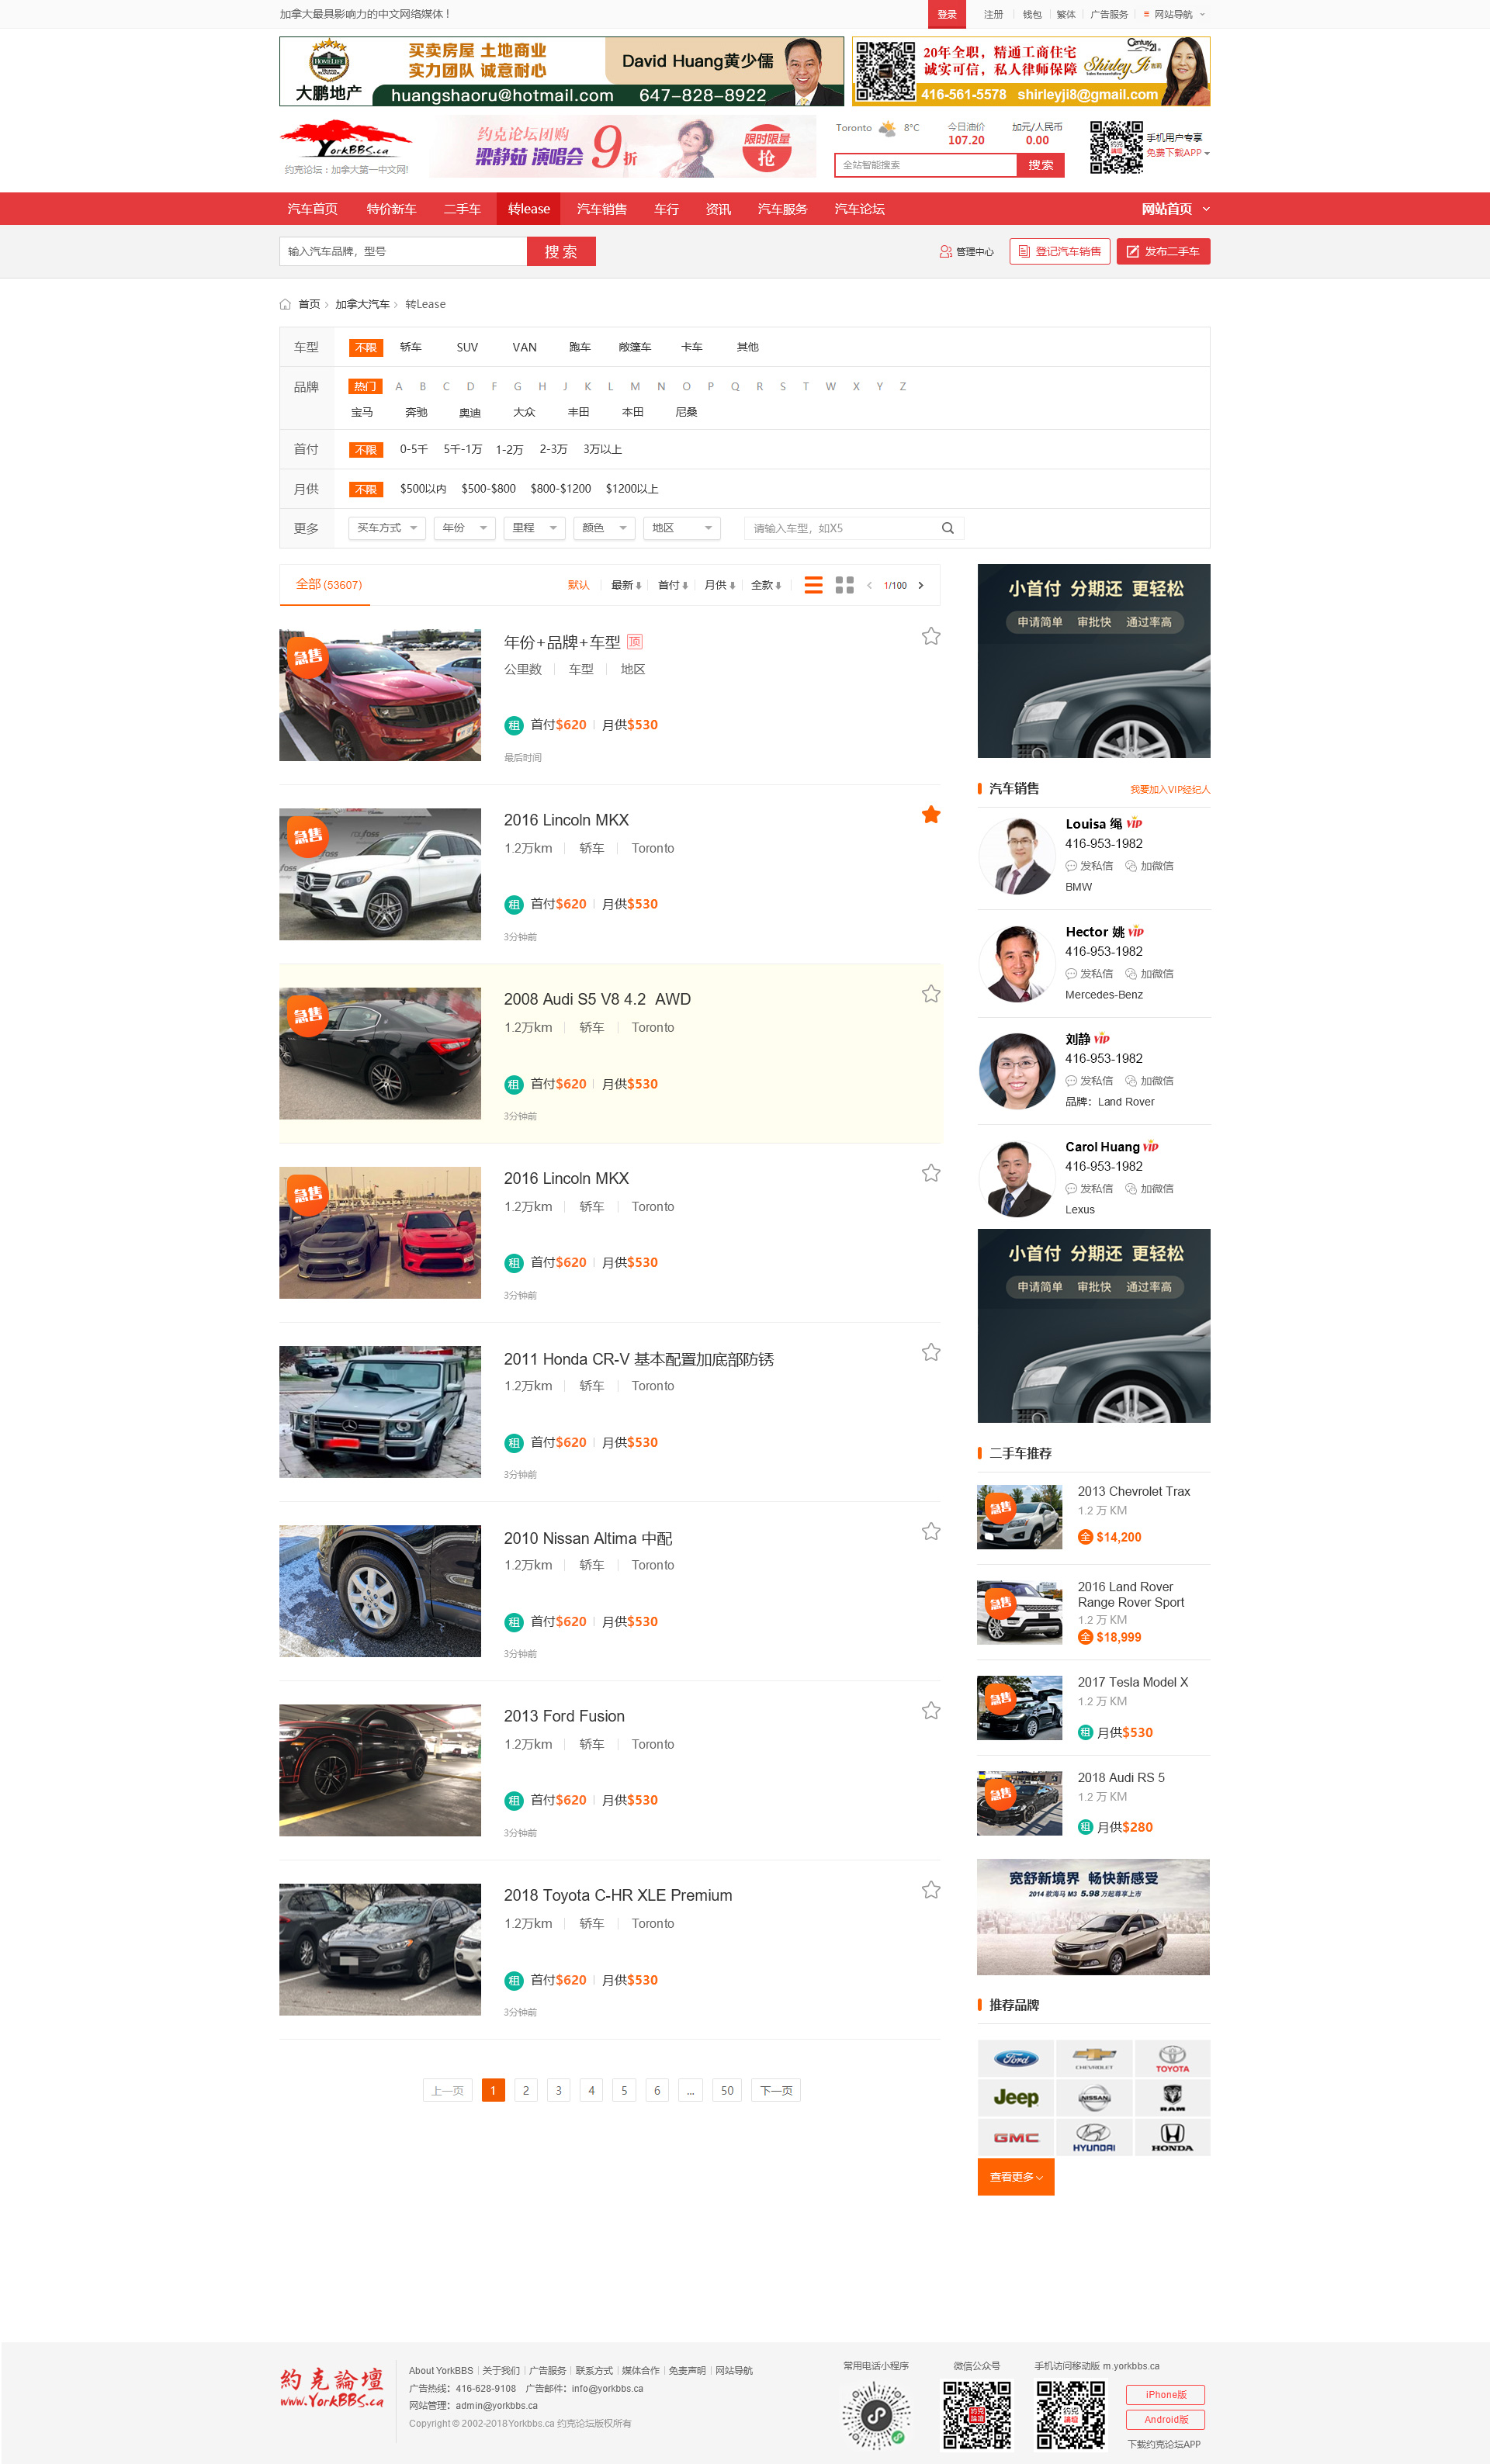 加拿大最具影响力的中文网络媒体！
登录 注册 钱包 繁体 广告服务 网站导航
买卖房屋 土地商业
实力团队 诚意耐心
大鹏地产
David Huang黄少儒
huangshaoru@hotmail.com 647-828-8922
20年全职，精通工商住宅
诚实可信，私人律师保障
Century 21
Shirley Ji
416-561-5578 shirleyji8@gmail.com
YorkBBS.ca
约克论坛：加拿大第一中文网!
约克论坛团购
梁静茹 演唱会 9折
限时限量
抢
Toronto 8°C 今日油价 加元/人民币
107.20 0.00
全站智能搜索 搜索
手机用户专享
免费下载APP
汽车首页 特价新车 二手车 转lease 汽车销售 车行 资讯 汽车服务 汽车论坛 网站首页
输入汽车品牌，型号 搜 索 管理中心 登记汽车销售 发布二手车
首页 加拿大汽车 转Lease
车型 不限 轿车 SUV VAN 跑车 敞篷车 卡车 其他
品牌 热门 A B C D F G H J K L M N O P Q R S T W X Y Z
宝马 奔驰 奥迪 大众 丰田 本田 尼桑
首付 不限 0-5千 5千-1万 1-2万 2-3万 3万以上
月供 不限 $500以内 $500-$800 $800-$1200 $1200以上
更多 买车方式 年份 里程 颜色 地区 请输入车型，如X5
全部 (53607) 默认 最新 首付 月供 全款 1/100
急售
年份+品牌+车型 顶
公里数 车型 地区
租 首付$620 月供$530
最后时间
急售
2016 Lincoln MKX
1.2万km 轿车 Toronto
租 首付$620 月供$530
3分钟前
急售
2008 Audi S5 V8 4.2 AWD
1.2万km 轿车 Toronto
租 首付$620 月供$530
3分钟前
急售
2016 Lincoln MKX
1.2万km 轿车 Toronto
租 首付$620 月供$530
3分钟前
2011 Honda CR-V 基本配置加底部防锈
1.2万km 轿车 Toronto
租 首付$620 月供$530
3分钟前
2010 Nissan Altima 中配
1.2万km 轿车 Toronto
租 首付$620 月供$530
3分钟前
2013 Ford Fusion
1.2万km 轿车 Toronto
租 首付$620 月供$530
3分钟前
2018 Toyota C-HR XLE Premium
1.2万km 轿车 Toronto
租 首付$620 月供$530
3分钟前
上一页 1 2 3 4 5 6 ... 50 下一页
小首付 分期还 更轻松
申请简单 审批快 通过率高
汽车销售 我要加入VIP经纪人
Louisa 绳 vip
416-953-1982
发私信 加微信
BMW
Hector 姚 vip
416-953-1982
发私信 加微信
Mercedes-Benz
刘静 vip
416-953-1982
发私信 加微信
品牌：Land Rover
Carol Huang vip
416-953-1982
发私信 加微信
Lexus
小首付 分期还 更轻松
申请简单 审批快 通过率高
二手车推荐
急售
2013 Chevrolet Trax
1.2 万 KM
全 $14,200
急售
2016 Land Rover
Range Rover Sport
1.2 万 KM
全 $18,999
急售
2017 Tesla Model X
1.2 万 KM
租 月供$530
急售
2018 Audi RS 5
1.2 万 KM
租 月供$280
宽舒新境界 畅快新感受
2014 款海马 M3 5.98 万起尊享上市
推荐品牌
Ford CHEVROLET TOYOTA
Jeep NISSAN RAM
GMC HYUNDAI HONDA
查看更多
約克論壇
www.YorkBBS.ca
About YorkBBS 关于我们 广告服务 联系方式 媒体合作 免责声明 网站导航
广告热线：416-628-9108 广告邮件：info@yorkbbs.ca
网站管理：admin@yorkbbs.ca
Copyright © 2002-2018Yorkbbs.ca 约克论坛版权所有
常用电话小程序 微信公众号 手机访问移动版 m.yorkbbs.ca
iPhone版
Android版
下载约克论坛APP